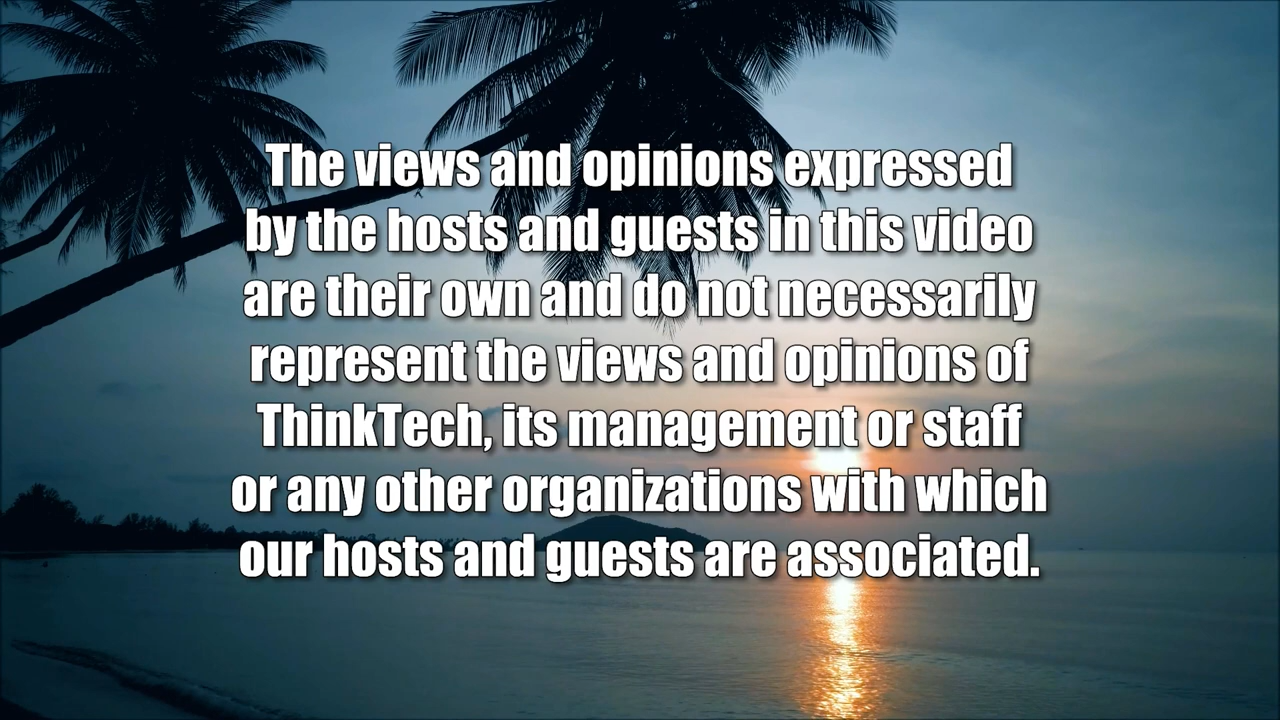 The views and opinions expressed
by the hosts and guests in this video
are their own and do not necessarily
represent the views and opinions of
ThinkTech, its management or staff
or any other organizations with which
our hosts and guests are associated.